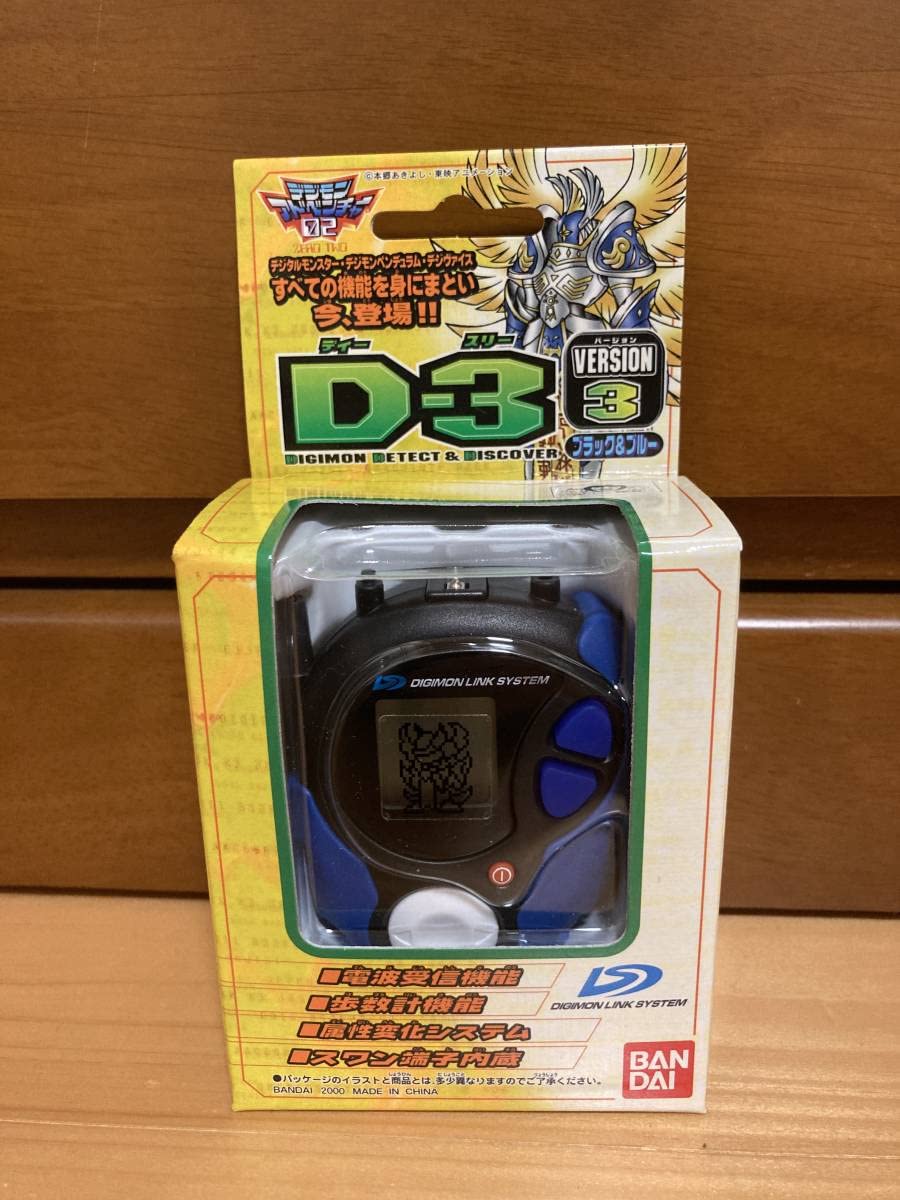 ©本郷あきよし・東映アニメーション
デジモン
アドベンチャー
02
ZERO TWO
デジタルモンスター・デジモンペンデュラム・デジヴァイス
すべての機能を身にまとい
今、登場!!
ディー スリー
D-3
DIGIMON DETECT & DISCOVER
バージョン
VERSION
3
ブラック&ブルー
DIGIMON LINK SYSTEM
■電波受信機能
■歩数計機能
■属性変化システム
■スワン端子内蔵
DIGIMON LINK SYSTEM
●パッケージのイラストと商品とは、多少異なりますのでご了承ください。
BANDAI 2000 MADE IN CHINA
BAN
DAI